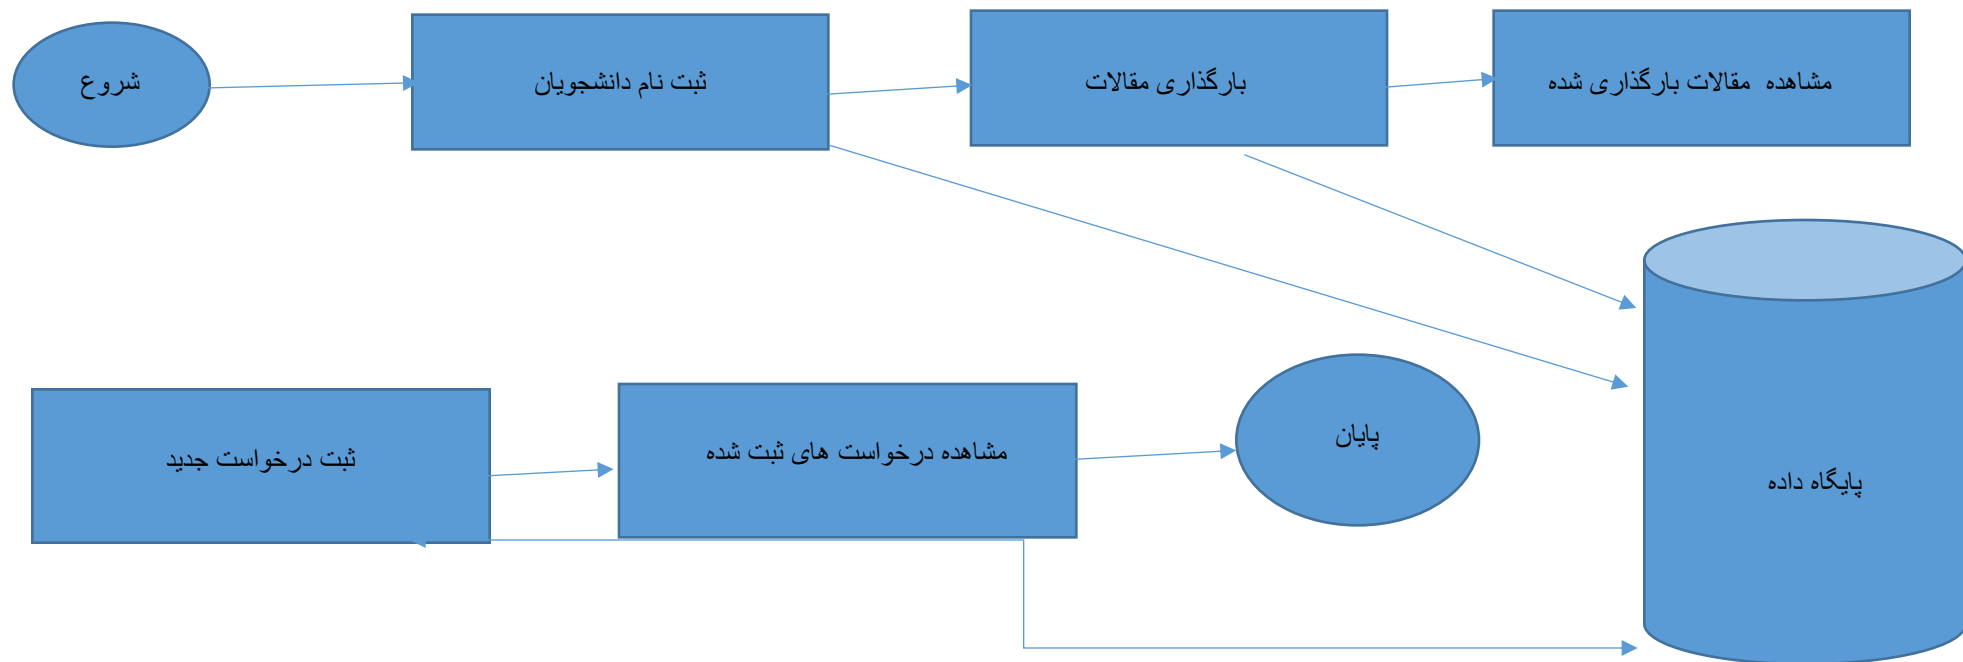 شروع
ثبت نام دانشجویان
بارگذاری مقالات
مشاهده  مقالات بارگذاری شده
ثبت درخواست جدید
مشاهده درخواست های ثبت شده
پایان
پایگاه داده